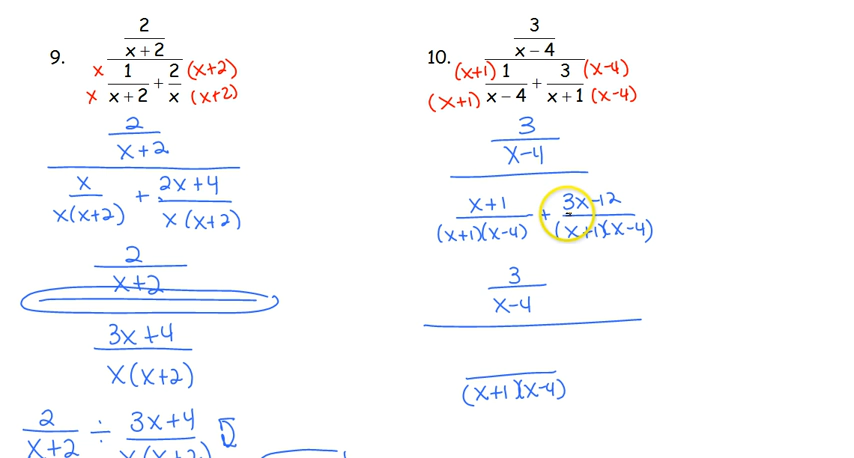 9.
2
x + 2
x 1 + 2 (x+2)
x x + 2 x (x+2)
2
x+2
x + 2x+4
x(x+2) x(x+2)
2
x+2
3x+4
x(x+2)
2 ÷ 3x+4
x+2 x(x+2)
10.
3
x – 4
(x+1) 1 + 3 (x-4)
(x+1) x – 4 x + 1 (x-4)
3
x-4
x+1 + 3x-12
(x+1)(x-4) (x+1)(x-4)
3
x-4
(x+1)(x-4)